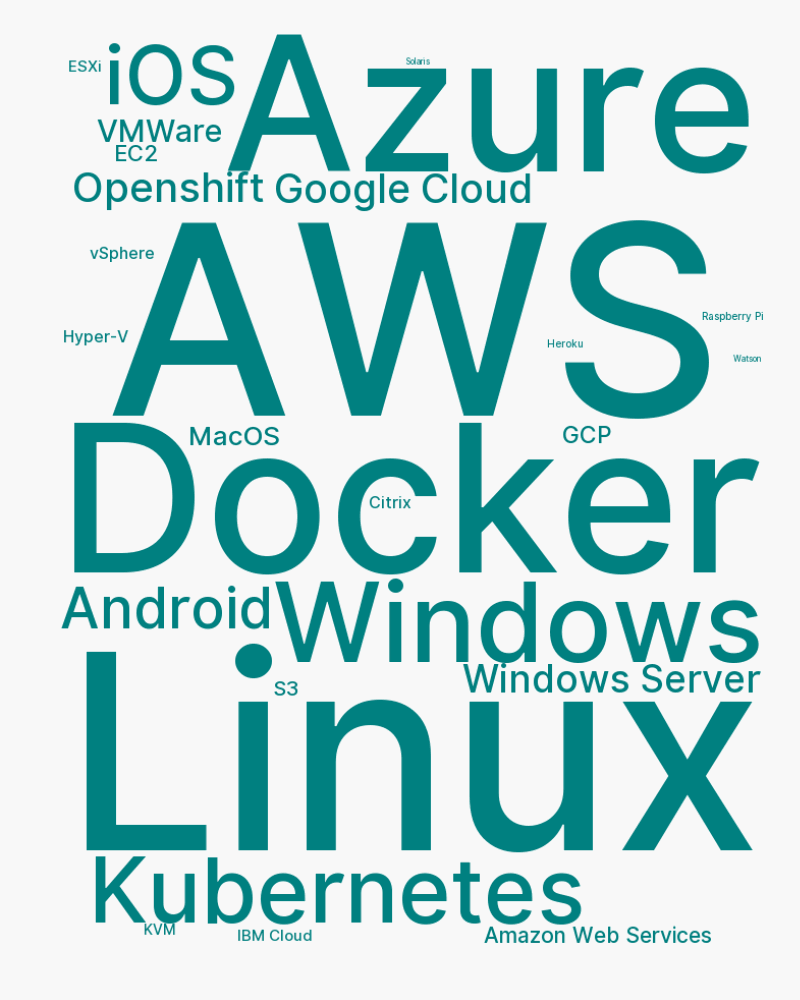 iOS
ESXi
Azure
Solaris
VMWare
EC2
Openshift
Google Cloud
AWS
vSphere
Hyper-V
Raspberry Pi
Heroku
Watson
MacOS
GCP
Docker
Citrix
Android
Windows
Windows Server
S3
Linux
Kubernetes
KVM
IBM Cloud
Amazon Web Services